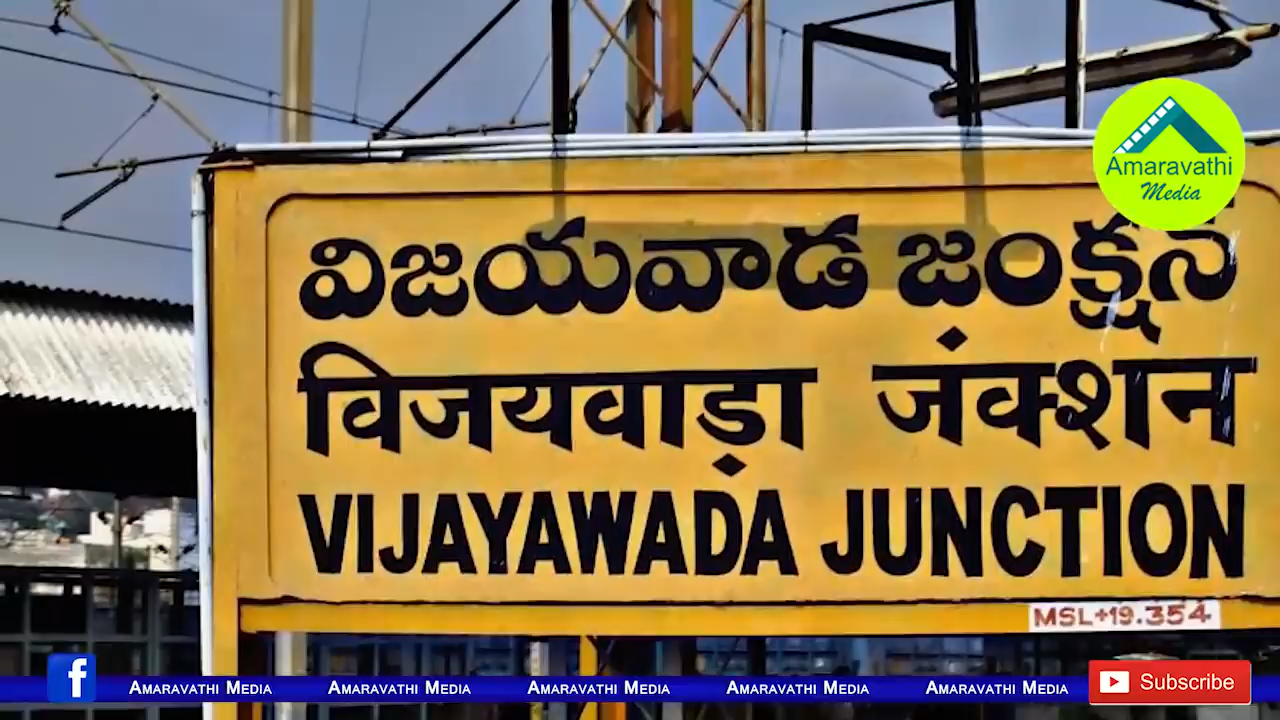 Amaravathi
Media
విజయవాడ జంక్షన్
विजयवाड़ा जंक्शन
VIJAYAWADA JUNCTION
MSL+19.354
f AMARAVATHI MEDIA AMARAVATHI MEDIA AMARAVATHI MEDIA AMARAVATHI MEDIA AMARAVATHI MEDIA Subscribe